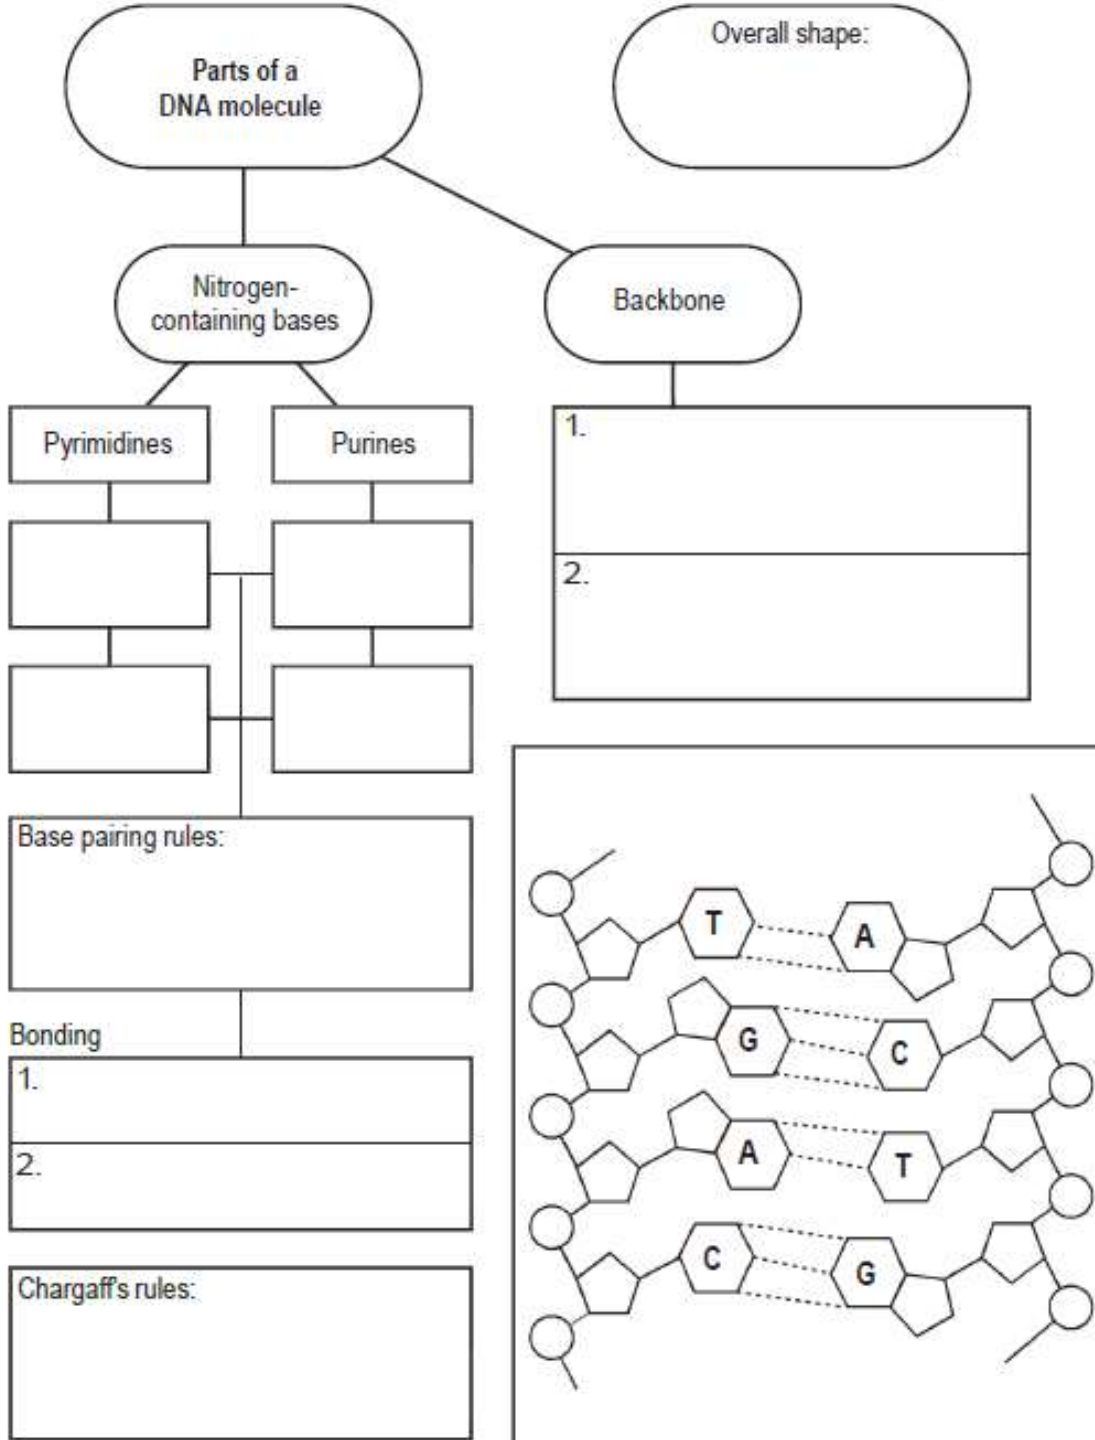 Parts of a
DNA molecule
Overall shape:
Nitrogen-
containing bases
Backbone
Pyrimidines
Purines
1.
2.
Base pairing rules:
Bonding
1.
2.
Chargaff's rules:
T
A
G
C
A
T
C
G